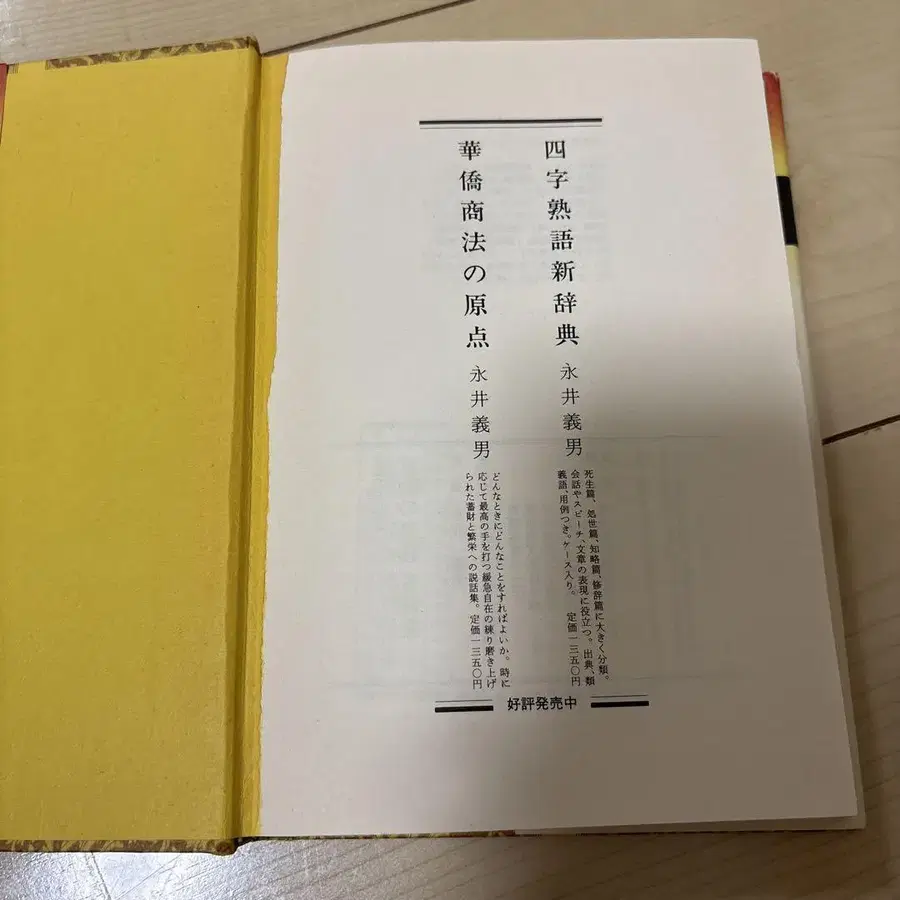 四字熟語新辞典 永井義男
死生篇、処世篇、知略篇、修辞篇に大きく分類。
会話やスピーチ、文章の表現に役立つ。出典、類
義語、用例つき。ケース入り。 定価一三五〇円
華僑商法の原点 永井義男
どんなときにどんなことをすればよいか。時に
応じて最高の手を打つ緩急自在の練り磨き上げ
られた蓄財と繁栄への説話集。定価一三五〇円
好評発売中